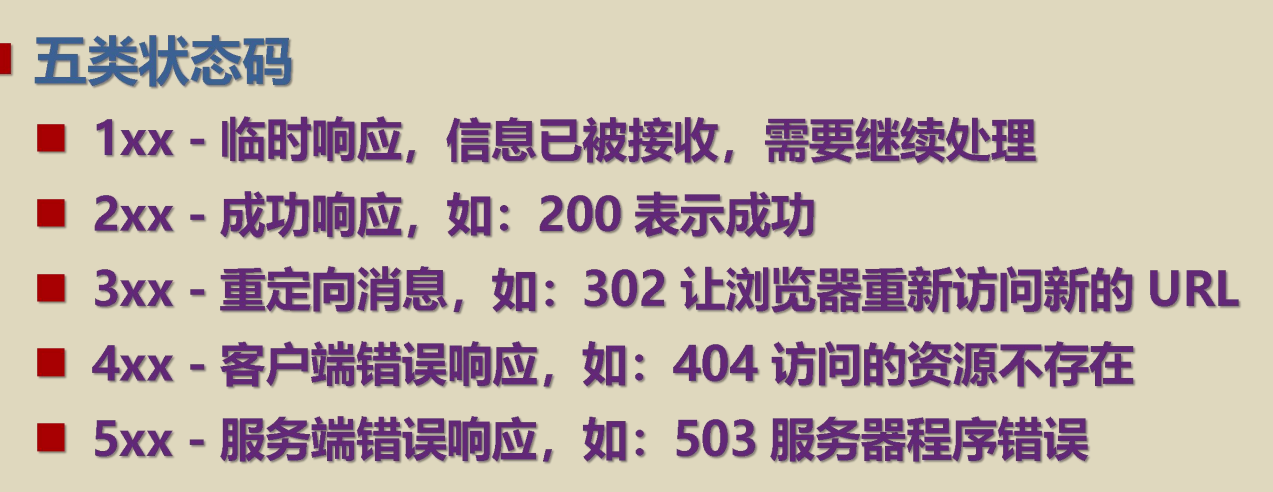 五类状态码
1xx - 临时响应，信息已被接收，需要继续处理
2xx - 成功响应，如：200 表示成功
3xx - 重定向消息，如：302 让浏览器重新访问新的 URL
4xx - 客户端错误响应，如：404 访问的资源不存在
5xx - 服务端错误响应，如：503 服务器程序错误